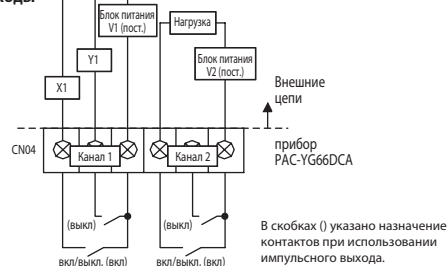 Блок питания
V1 (пост.)
Нагрузка
Y1
Блок питания
V2 (пост.)
X1
Внешние
цепи
CN04
Канал 1
Канал 2
прибор
PAC-YG66DCA
(выкл)
(выкл)
В скобках () указано назначение
контактов при использовании
импульсного выхода.
вкл/выкл, (вкл)
вкл/выкл, (вкл)